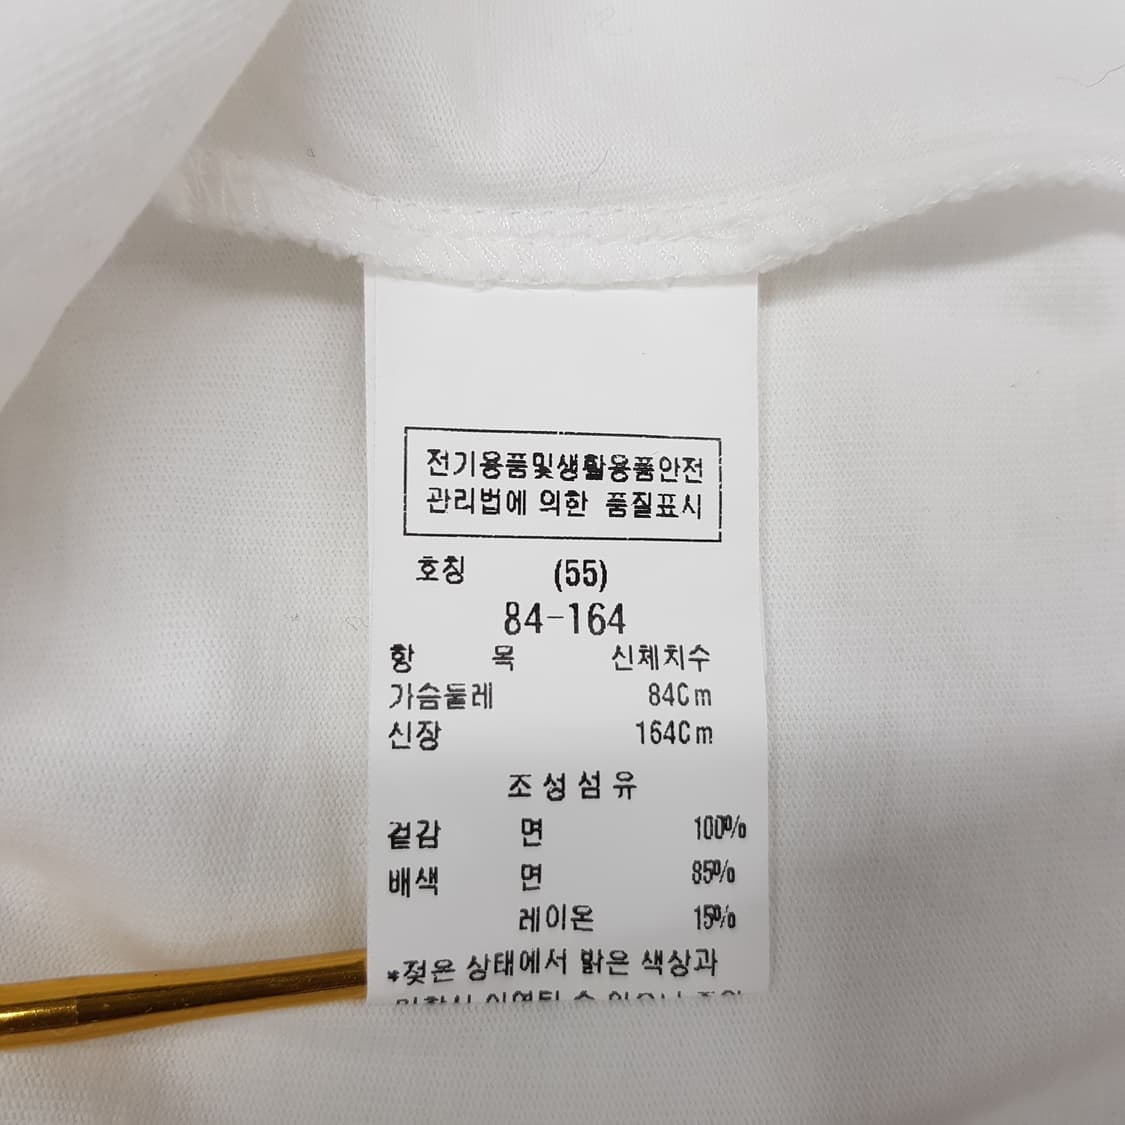 전기용품및생활용품안전
관리법에 의한 품질표시
호칭 (55)
84-164
항 목 신체치수
가슴둘레 84Cm
신장 164Cm
조성섬유
겉감 면 100%
배색 면 85%
레이온 15%
*젖은 상태에서 밝은 색상과